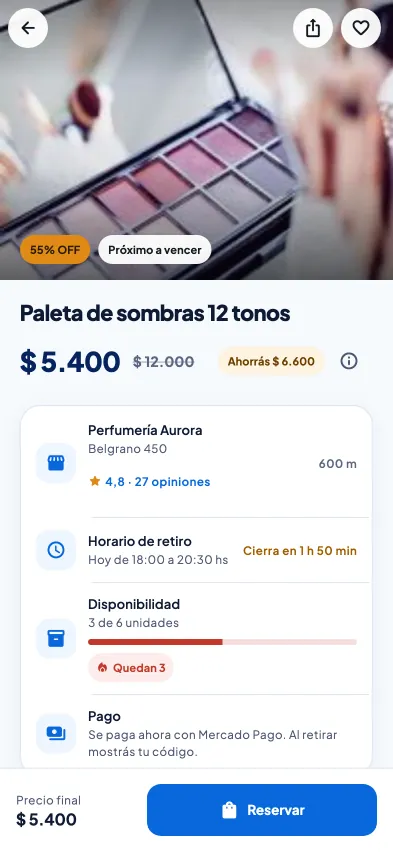 55% OFF
Próximo a vencer
Paleta de sombras 12 tonos
$ 5.400
$ 12.000
Ahorrás $ 6.600
Perfumería Aurora
Belgrano 450
4,8 · 27 opiniones
600 m
Horario de retiro
Hoy de 18:00 a 20:30 hs
Cierra en 1 h 50 min
Disponibilidad
3 de 6 unidades
Quedan 3
Pago
Se paga ahora con Mercado Pago. Al retirar
mostrás tu código.
Precio final
$ 5.400
Reservar